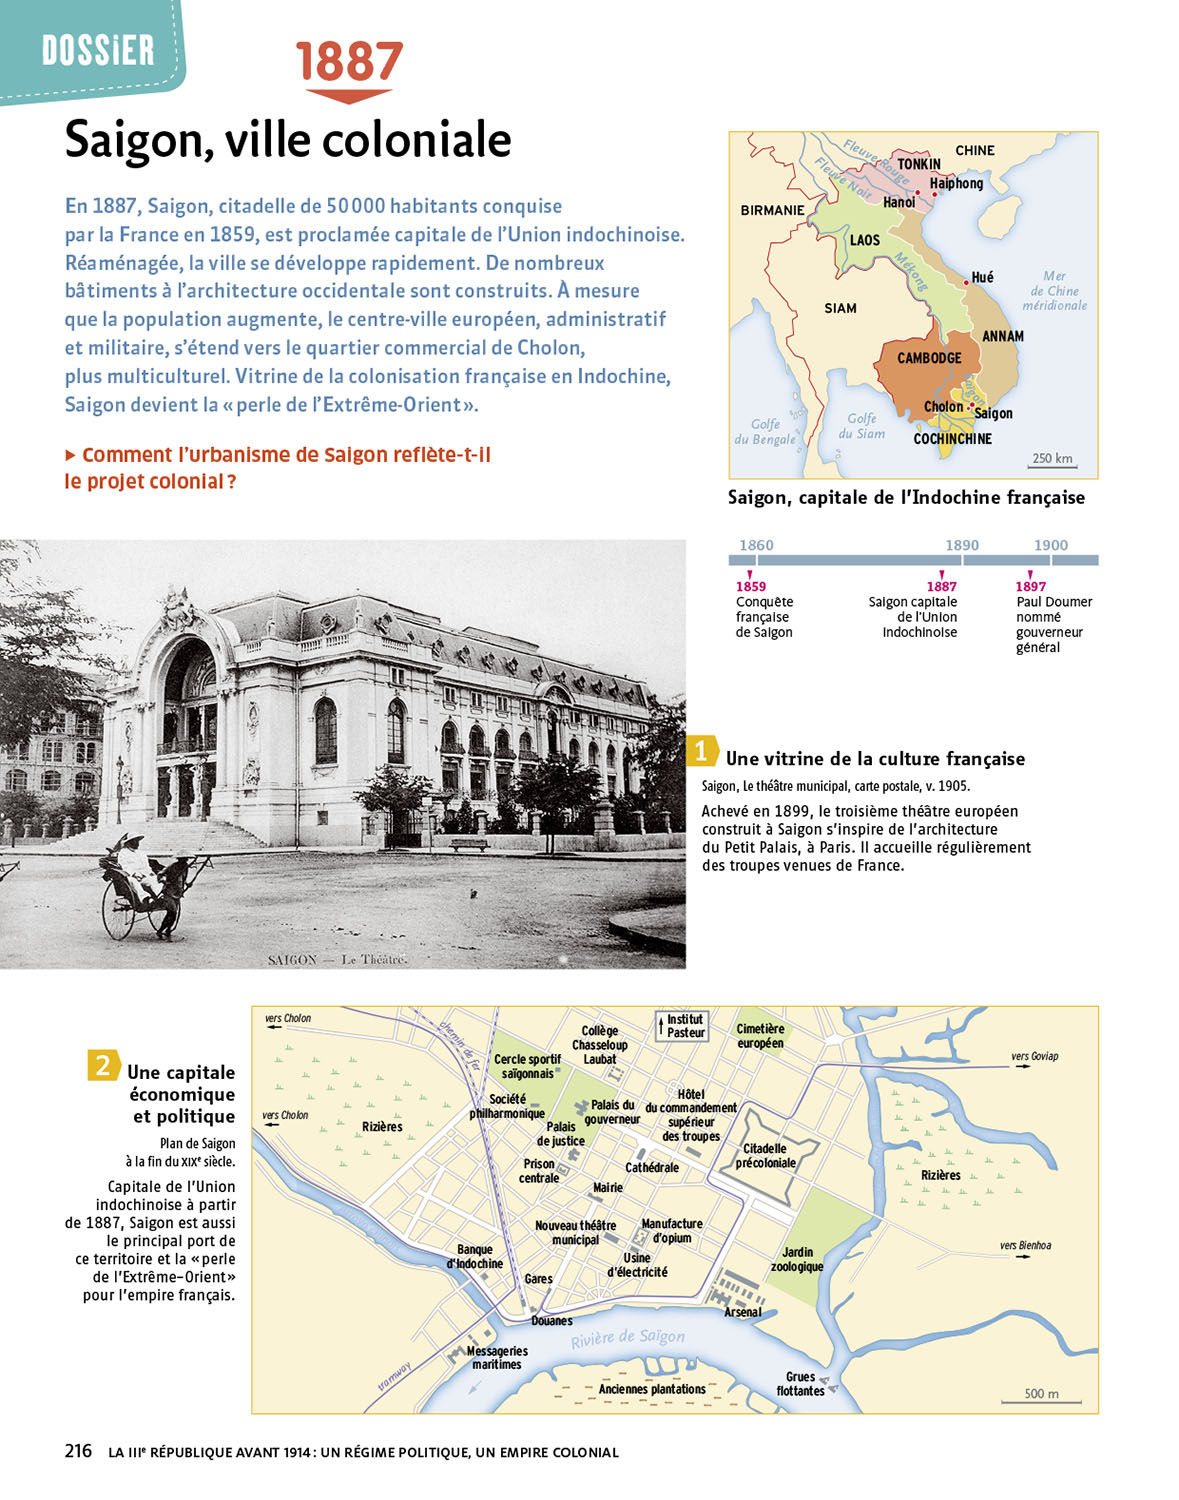 DOSSiER
1887
Saigon, ville coloniale
En 1887, Saigon, citadelle de 50 000 habitants conquise
par la France en 1859, est proclamée capitale de l'Union indochinoise.
Réaménagée, la ville se développe rapidement. De nombreux
bâtiments à l'architecture occidentale sont construits. À mesure
que la population augmente, le centre-ville européen, administratif
et militaire, s'étend vers le quartier commercial de Cholon,
plus multiculturel. Vitrine de la colonisation française en Indochine,
Saigon devient la « perle de l'Extrême-Orient ».
▶ Comment l'urbanisme de Saigon reflète-t-il
le projet colonial ?
CHINE
Fleuve Rouge
TONKIN
Fleuve Noir
Haiphong
Hanoi
BIRMANIE
LAOS
Mékong
Hué
Mer
de Chine
méridionale
SIAM
ANNAM
CAMBODGE
Saigon
Cholon
Saigon
Golfe
du Bengale
Golfe
du Siam
COCHINCHINE
250 km
Saigon, capitale de l'Indochine française
1860
1890
1900
1859
Conquête
française
de Saigon
1887
Saigon capitale
de l'Union
indochinoise
1897
Paul Doumer
nommé
gouverneur
général
SAIGON — Le Théâtre.
1 Une vitrine de la culture française
Saigon, Le théâtre municipal, carte postale, v. 1905.
Achevé en 1899, le troisième théâtre européen
construit à Saigon s'inspire de l'architecture
du Petit Palais, à Paris. Il accueille régulièrement
des troupes venues de France.
2 Une capitale
économique
et politique
Plan de Saigon
à la fin du XIXe siècle.
Capitale de l'Union
indochinoise à partir
de 1887, Saigon est aussi
le principal port de
ce territoire et la « perle
de l'Extrême-Orient »
pour l'empire français.
vers Cholon
chemin de fer
Collège
Chasseloup
Laubat
Institut
Pasteur
Cimetière
européen
vers Goviap
Cercle sportif
saïgonnais
Société
philharmonique
Palais du
gouverneur
Hôtel
du commandement
supérieur
des troupes
vers Cholon
Rizières
Palais
de justice
Citadelle
précoloniale
Prison
centrale
Cathédrale
Rizières
Mairie
Nouveau théâtre
municipal
Manufacture
d'opium
vers Bienhoa
Banque
d'Indochine
Usine
d'électricité
Jardin
zoologique
Gares
Arsenal
Douanes
Rivière de Saïgon
Messageries
maritimes
tramway
Anciennes plantations
Grues
flottantes
500 m
216 LA IIIe RÉPUBLIQUE AVANT 1914 : UN RÉGIME POLITIQUE, UN EMPIRE COLONIAL